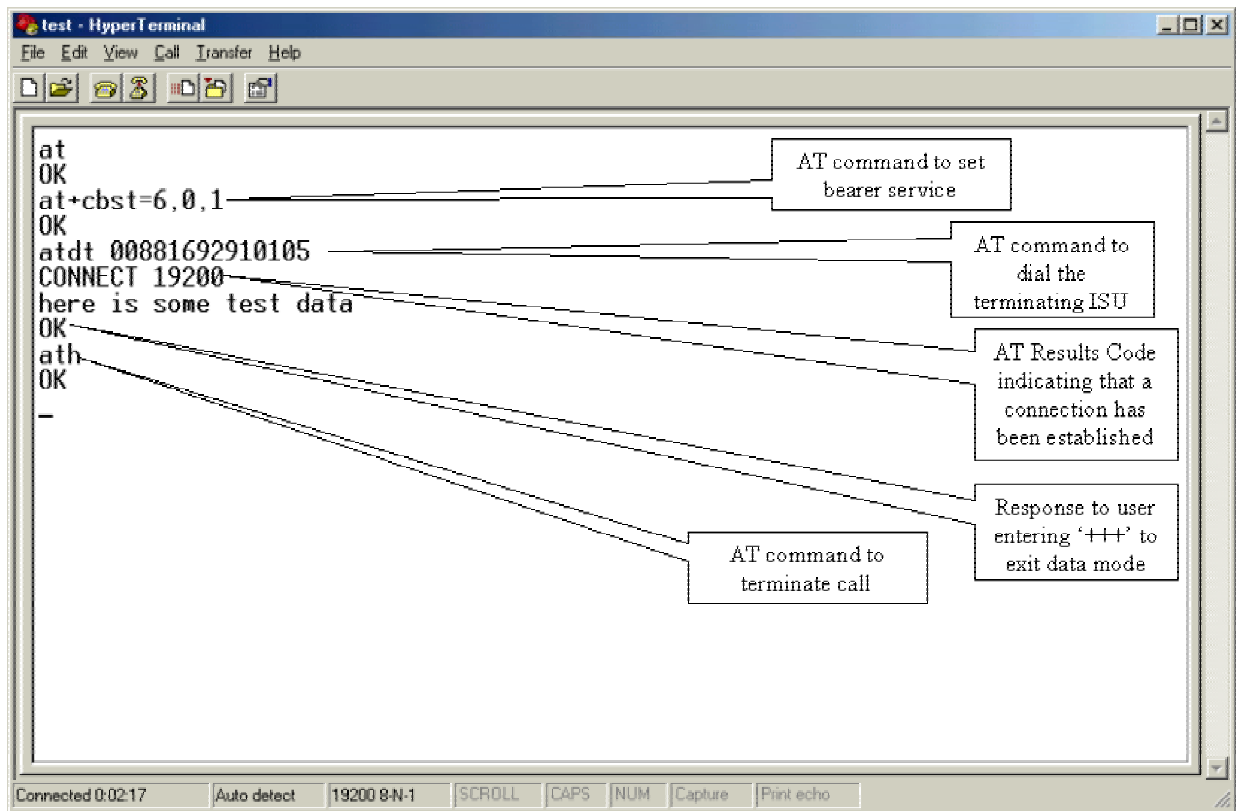 test - HyperTerminal
File Edit View Call Transfer Help
at
OK
at+cbst=6,0,1
OK
atdt 00881692910105
CONNECT 19200
here is some test data
OK
ath
OK
AT command to set
bearer service
AT command to
dial the
terminating ISU
AT Results Code
indicating that a
connection has
been established
Response to user
entering ‘+++’ to
exit data mode
AT command to
terminate call
Connected 0:02:17 Auto detect 19200 8-N-1 SCROLL CAPS NUM Capture Print echo